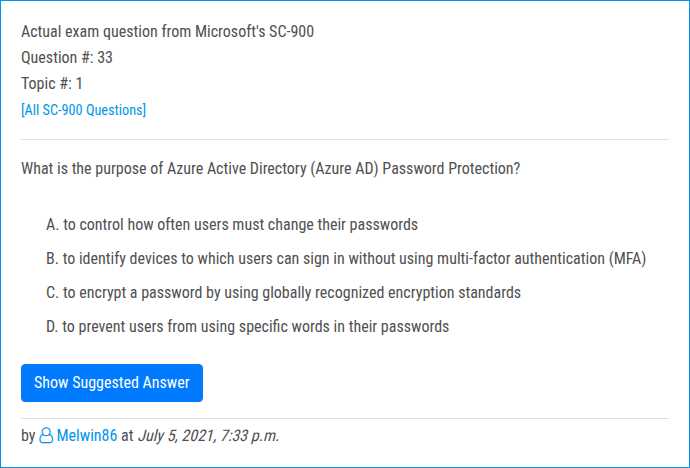 Actual exam question from Microsoft's SC-900
Question #: 33
Topic #: 1
[All SC-900 Questions]
What is the purpose of Azure Active Directory (Azure AD) Password Protection?
A. to control how often users must change their passwords
B. to identify devices to which users can sign in without using multi-factor authentication (MFA)
C. to encrypt a password by using globally recognized encryption standards
D. to prevent users from using specific words in their passwords
Show Suggested Answer
by Melwin86 at July 5, 2021, 7:33 p.m.